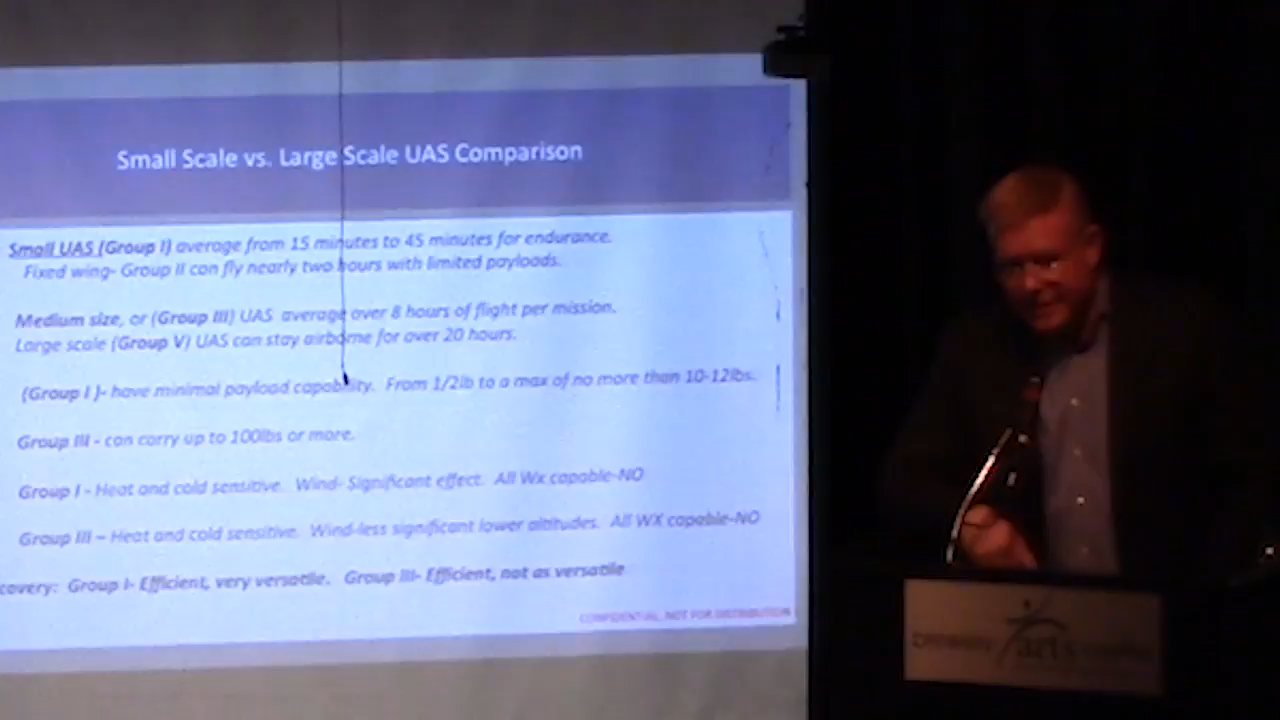 Small Scale vs. Large Scale UAS Comparison
Small UAS (Group I) average from 15 minutes to 45 minutes for endurance.
Fixed wing- Group II can fly nearly two hours with limited payloads.
Medium size, or (Group III) UAS average over 8 hours of flight per mission.
Large scale (Group V) UAS can stay airborne for over 20 hours.
(Group I )- have minimal payload capability. From 1/2lb to a max of no more than 10-12lbs.
Group III - can carry up to 100lbs or more.
Group I - Heat and cold sensitive. Wind- Significant effect. All Wx capable-NO
Group III – Heat and cold sensitive. Wind-less significant lower altitudes. All WX capable-NO
covery: Group I- Efficient, very versatile. Group III- Efficient, not as versatile
CONFIDENTIAL, NOT FOR DISTRIBUTION
arts